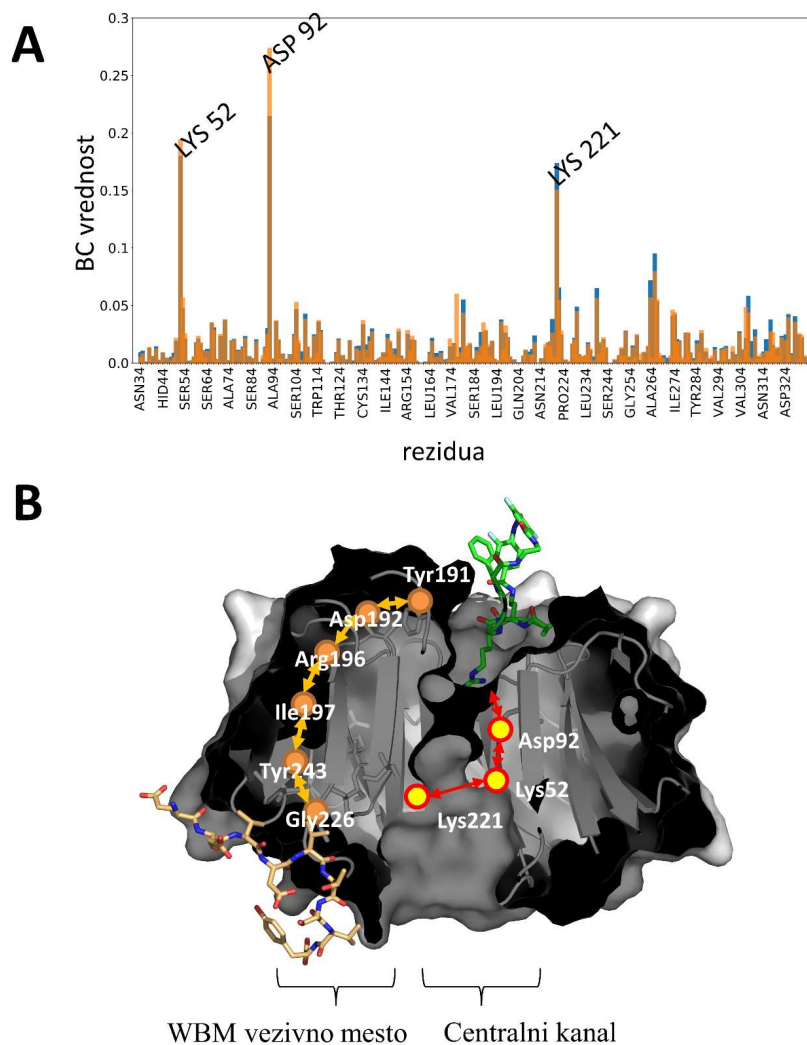 A
0.3
0.25
0.2
0.15
0.1
0.05
0.0
BC vrednost
LYS 52
ASP 92
LYS 221
ASN34
HID44
SER54
SER64
ALA74
SER84
ALA94
SER104
TRP114
THR124
CYS134
ILE144
ARG154
LEU164
VAL174
SER184
LEU194
GLN204
ASN214
PRO224
LEU234
SER244
GLY254
ALA264
ILE274
TYR284
VAL294
VAL304
ASN314
ASP324
rezidua
B
Tyr191
Asp192
Arg196
Ile197
Asp92
Tyr243
Lys52
Gly226
Lys221
WBM vezivno mesto
Centralni kanal